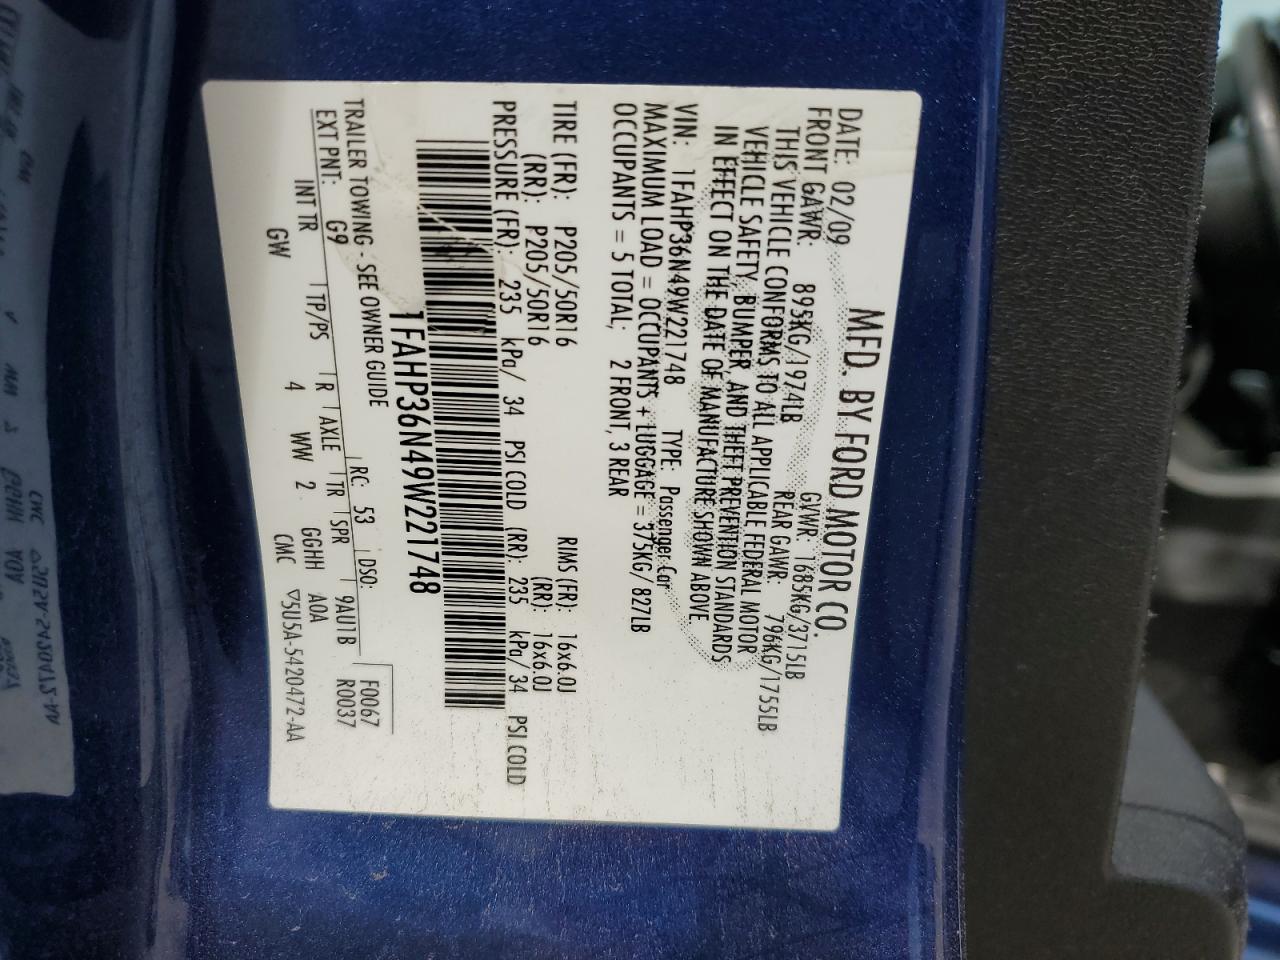 MFD. BY FORD MOTOR CO.
DATE: 02/09 GVWR: 1685KG/3715LB
FRONT GAWR: 895KG/1974LB REAR GAWR: 796KG/1755LB
THIS VEHICLE CONFORMS TO ALL APPLICABLE FEDERAL MOTOR
VEHICLE SAFETY, BUMPER, AND THEFT PREVENTION STANDARDS
IN EFFECT ON THE DATE OF MANUFACTURE SHOWN ABOVE.
VIN: 1FAHP36N49W221748 TYPE: Passenger Car
MAXIMUM LOAD = OCCUPANTS + LUGGAGE = 375KG/827LB
OCCUPANTS = 5 TOTAL; 2 FRONT, 3 REAR
TIRE (FR): P205/50R16 RIMS (FR): 16x6.0J
(RR): P205/50R16 (RR): 16x6.0J
PRESSURE (FR): 235 kPa/ 34 PSI COLD (RR): 235 kPa/ 34 PSI COLD
1FAHP36N49W221748
TRAILER TOWING - SEE OWNER GUIDE
EXT PNT: G9 RC: 53 DSO: F0067
INT TR TP/PS R AXLE TR SPR 9AU1B R0037
GW 4 WW 2 GGHH AOA
CMC ▽5U5A-5420472-AA